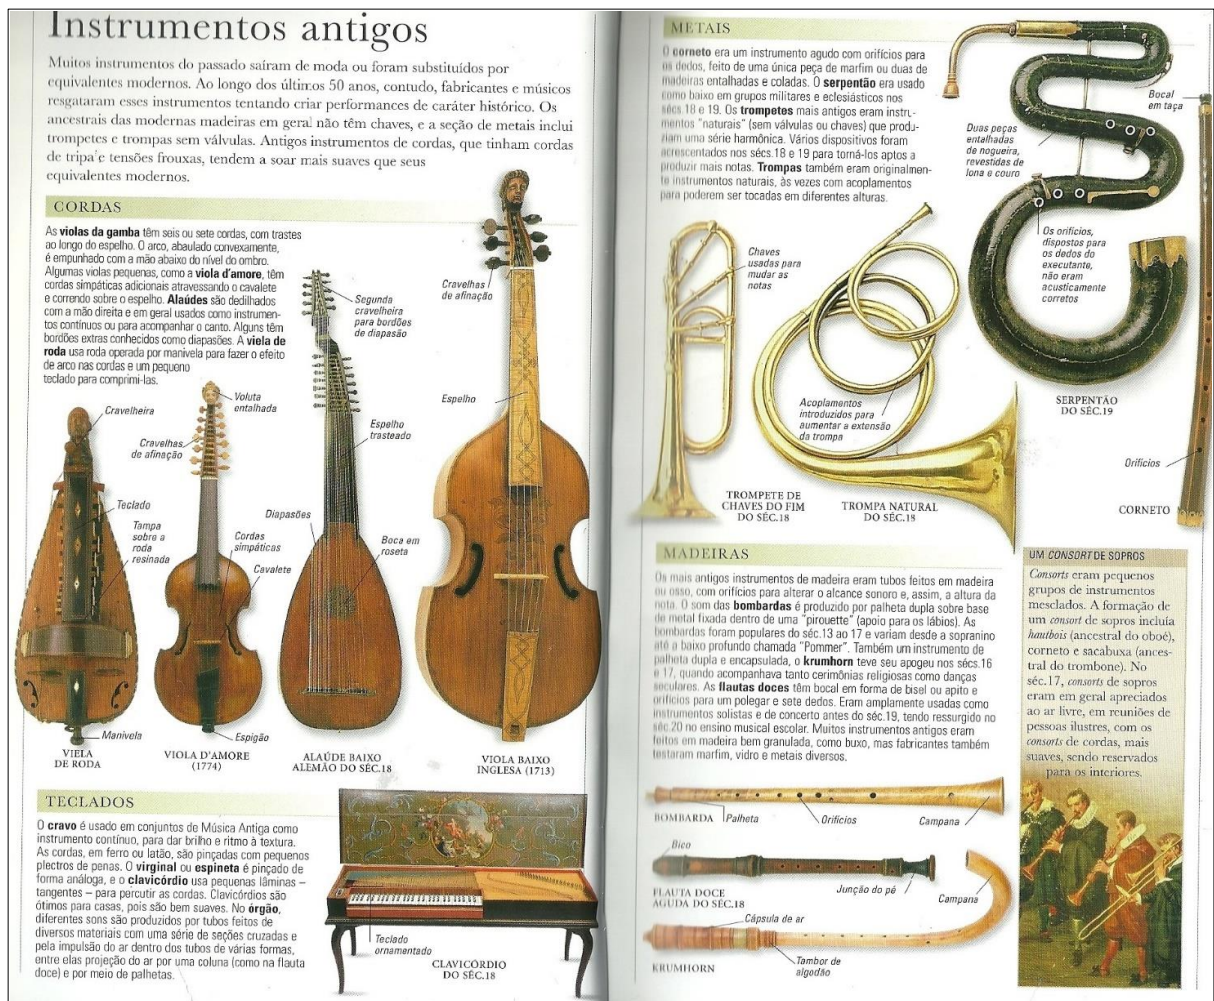 Instrumentos antigos
Muitos instrumentos do passado saíram de moda ou foram substituídos por
equivalentes modernos. Ao longo dos últimos 50 anos, contudo, fabricantes e músicos
resgataram esses instrumentos tentando criar performances de caráter histórico. Os
ancestrais das modernas madeiras em geral não têm chaves, e a seção de metais inclui
trompetes e trompas sem válvulas. Antigos instrumentos de cordas, que tinham cordas
de tripa e tensões frouxas, tendem a soar mais suaves que seus
equivalentes modernos.
CORDAS
As violas da gamba têm seis ou sete cordas, com trastes
ao longo do espelho. O arco, abaulado convexamente,
é empunhado com a mão abaixo do nível do ombro.
Algumas violas pequenas, como a viola d'amore, têm
cordas simpáticas adicionais atravessando o cavalete
e correndo sobre o espelho. Alaúdes são dedilhados
com a mão direita e em geral usados como instrumen-
tos contínuos ou para acompanhar o canto. Alguns têm
bordões extras conhecidos como diapasões. A viela de
roda usa roda operada por manivela para fazer o efeito
de arco nas cordas e um pequeno
teclado para comprimi-las.
Cravelheira
Voluta
entalhada
Cravelhas
de afinação
Teclado
Tampa
sobre a
roda
resinada
Cordas
simpáticas
Cavalete
Manivela
Espigão
VIELA
DE RODA
VIOLA D'AMORE
(1774)
Segunda
cravelheira
para bordões
de diapasão
Espelho
trasteado
Diapasões
Boca em
roseta
ALAÚDE BAIXO
ALEMÃO DO SÉC.18
Cravelhas
de afinação
Espelho
VIOLA BAIXO
INGLESA (1713)
TECLADOS
O cravo é usado em conjuntos de Música Antiga como
instrumento contínuo, para dar brilho e ritmo à textura.
As cordas, em ferro ou latão, são pinçadas com pequenos
plectros de penas. O virginal ou espineta é pinçado de
forma análoga, e o clavicórdio usa pequenas lâminas –
tangentes – para percutir as cordas. Clavicórdios são
ótimos para casas, pois são bem suaves. No órgão,
diferentes sons são produzidos por tubos feitos de
diversos materiais com uma série de seções cruzadas e
pela impulsão do ar dentro dos tubos de várias formas,
entre elas projeção do ar por uma coluna (como na flauta
doce) e por meio de palhetas.
Teclado
ornamentado
CLAVICÓRDIO
DO SÉC.18
METAIS
O corneto era um instrumento agudo com orifícios para
os dedos, feito de uma única peça de marfim ou duas de
madeiras entalhadas e coladas. O serpentão era usado
como baixo em grupos militares e eclesiásticos nos
sécs.18 e 19. Os trompetes mais antigos eram instru-
mentos "naturais" (sem válvulas ou chaves) que produ-
ziam uma série harmônica. Vários dispositivos foram
acrescentados nos sécs.18 e 19 para torná-los aptos a
produzir mais notas. Trompas também eram originalmen-
te instrumentos naturais, às vezes com acoplamentos
para poderem ser tocadas em diferentes alturas.
Chaves
usadas para
mudar as
notas
Acoplamentos
introduzidos para
aumentar a extensão
da trompa
TROMPETE DE
CHAVES DO FIM
DO SÉC.18
TROMPA NATURAL
DO SÉC.18
Bocal
em taça
Duas peças
entalhadas
de nogueira,
revestidas de
lona e couro
Os orifícios,
dispostos para
os dedos do
executante,
não eram
acusticamente
corretos
SERPENTÃO
DO SÉC.19
Orifícios
CORNETO
MADEIRAS
Os mais antigos instrumentos de madeira eram tubos feitos em madeira
ou osso, com orifícios para alterar o alcance sonoro e, assim, a altura da
nota. O som das bombardas é produzido por palheta dupla sobre base
de metal fixada dentro de uma "pirouette" (apoio para os lábios). As
bombardas foram populares do séc.13 ao 17 e variam desde a sopranino
até a baixo profundo chamada "Pommer". Também um instrumento de
palheta dupla e encapsulada, o krumhorn teve seu apogeu nos sécs.16
e 17, quando acompanhava tanto cerimônias religiosas como danças
seculares. As flautas doces têm bocal em forma de bisel ou apito e
orifícios para um polegar e sete dedos. Eram amplamente usadas como
instrumentos solistas e de concerto antes do séc.19, tendo ressurgido no
séc.20 no ensino musical escolar. Muitos instrumentos antigos eram
feitos em madeira bem granulada, como buxo, mas fabricantes também
testaram marfim, vidro e metais diversos.
BOMBARDA
Palheta
Orifícios
Campana
Bico
FLAUTA DOCE
AGUDA DO SÉC.18
Junção do pé
Campana
Cápsula de ar
KRUMHORN
Tambor de
algodão
UM CONSORT DE SOPROS
Consorts eram pequenos
grupos de instrumentos
mesclados. A formação de
um consort de sopros incluía
hautbois (ancestral do oboé),
corneto e sacabuxa (ances-
tral do trombone). No
séc.17, consorts de sopros
eram em geral apreciados
ao ar livre, em reuniões de
pessoas ilustres, com os
consorts de cordas, mais
suaves, sendo reservados
para os interiores.